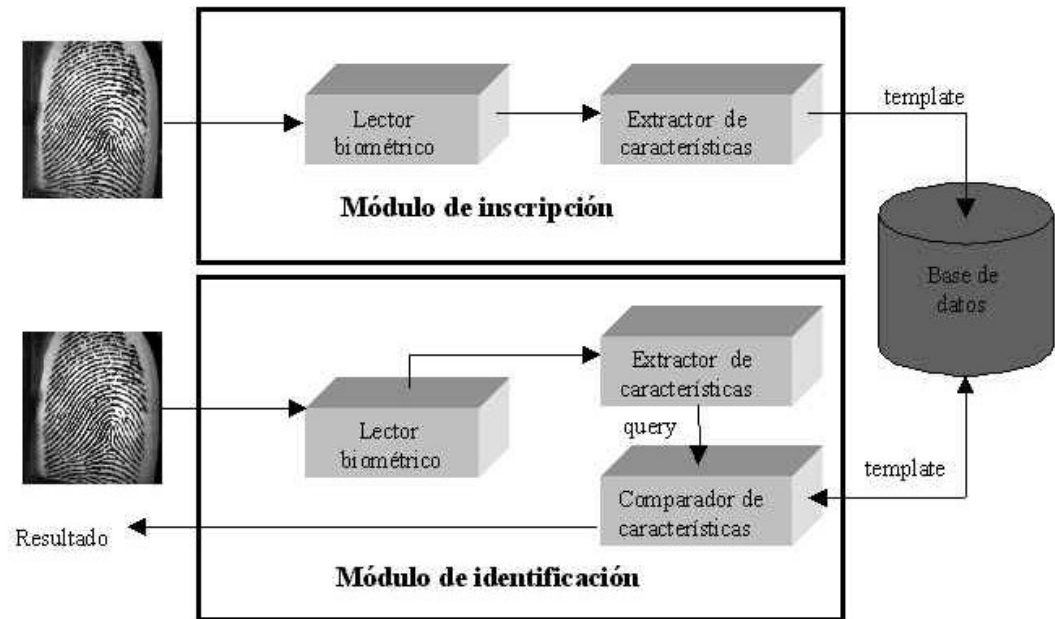 Lector
biométrico
Extractor de
características
template
Módulo de inscripción
Base de
datos
Extractor de
características
query
Lector
biométrico
template
Comparador de
características
Resultado
Módulo de identificación